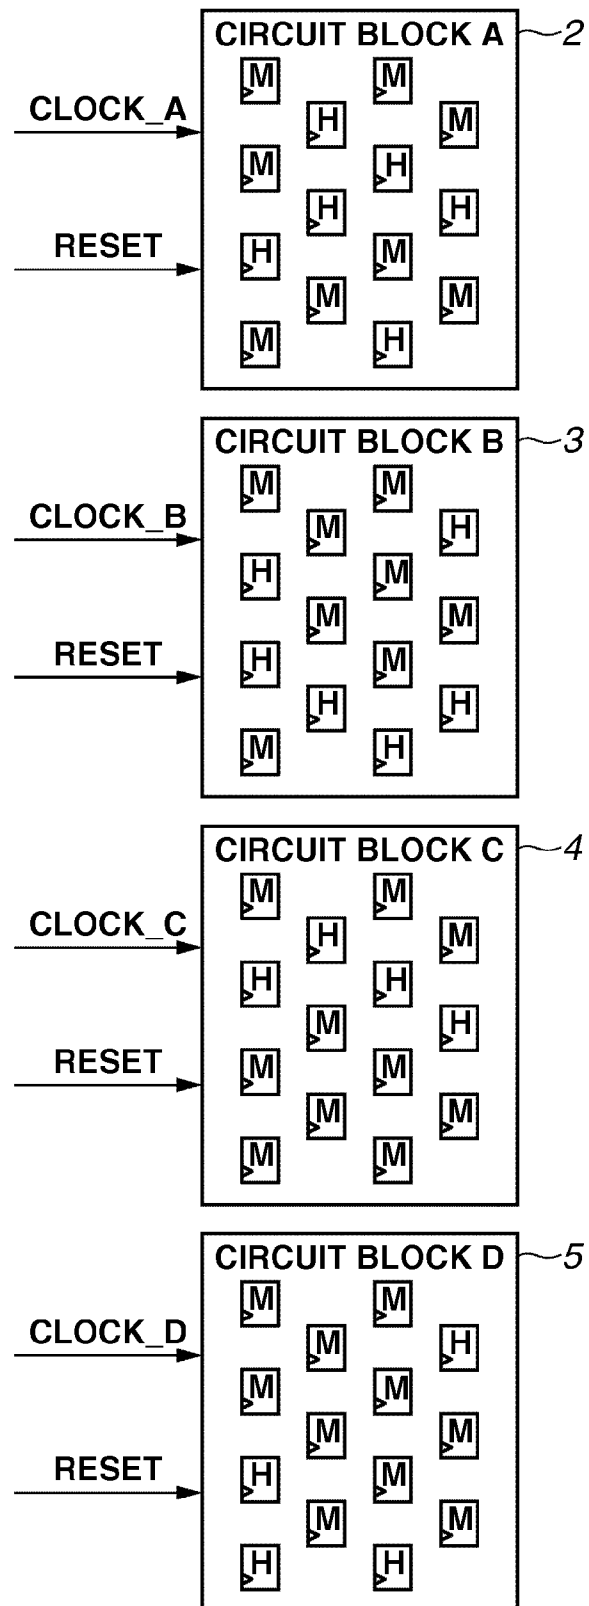 CIRCUIT BLOCK A
2
M M
CLOCK_A
H M
M H
H H
RESET
H M
M M
M H
CIRCUIT BLOCK B
3
M M
CLOCK_B
M H
H M
M M
RESET
H M
H H
M H
CIRCUIT BLOCK C
4
M M
CLOCK_C
H M
H H
M H
RESET
M M
M M
M M
CIRCUIT BLOCK D
5
M M
CLOCK_D
M H
M M
M M
RESET
H M
M M
H H